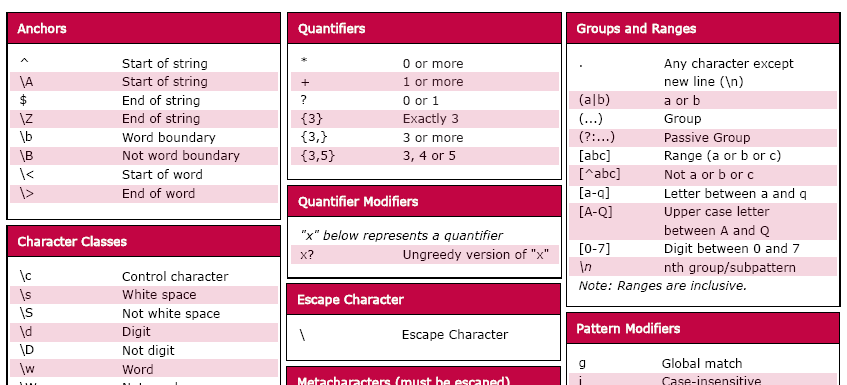 Anchors
^ Start of string
\A Start of string
$ End of string
\Z End of string
\b Word boundary
\B Not word boundary
\< Start of word
\> End of word
Character Classes
\c Control character
\s White space
\S Not white space
\d Digit
\D Not digit
\w Word
Quantifiers
* 0 or more
+ 1 or more
? 0 or 1
{3} Exactly 3
{3,} 3 or more
{3,5} 3, 4 or 5
Quantifier Modifiers
"x" below represents a quantifier
x? Ungreedy version of "x"
Escape Character
\ Escape Character
Metacharacters (must be escaped)
Groups and Ranges
. Any character except
new line (\n)
(a|b) a or b
(...) Group
(?:...) Passive Group
[abc] Range (a or b or c)
[^abc] Not a or b or c
[a-q] Letter between a and q
[A-Q] Upper case letter
between A and Q
[0-7] Digit between 0 and 7
\n nth group/subpattern
Note: Ranges are inclusive.
Pattern Modifiers
g Global match
i Case-insensitive